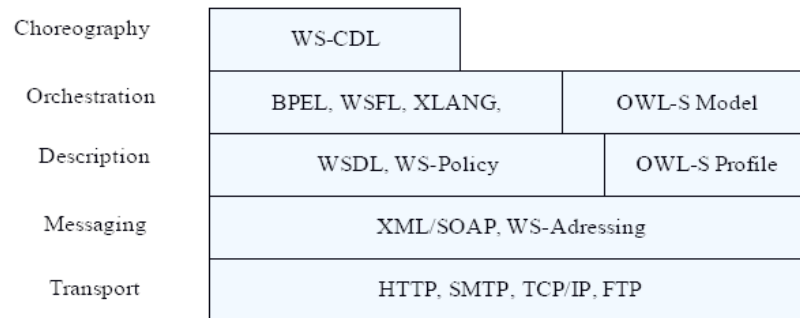 Choreography
WS-CDL
Orchestration
BPEL, WSFL, XLANG,
OWL-S Model
Description
WSDL, WS-Policy
OWL-S Profile
Messaging
XML/SOAP, WS-Adressing
Transport
HTTP, SMTP, TCP/IP, FTP